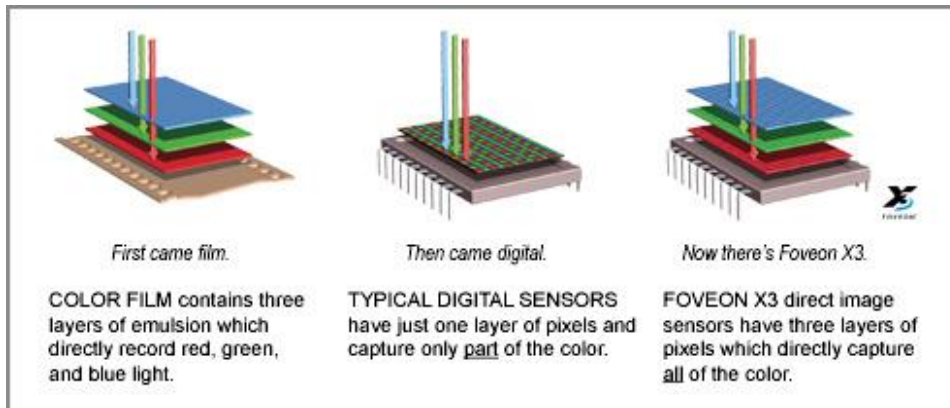 X3
FOVEON
First came film.
Then came digital.
Now there's Foveon X3.
COLOR FILM contains three
layers of emulsion which
directly record red, green,
and blue light.
TYPICAL DIGITAL SENSORS
have just one layer of pixels and
capture only part of the color.
FOVEON X3 direct image
sensors have three layers of
pixels which directly capture
all of the color.